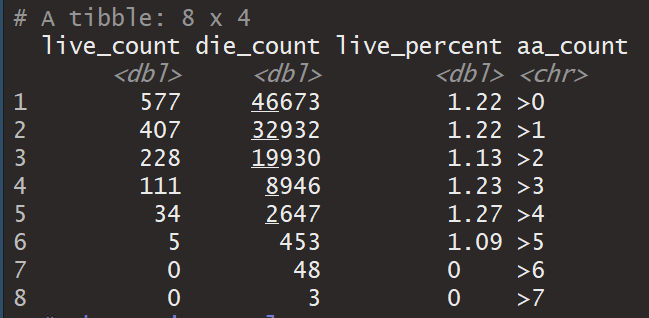 # A tibble: 8 x 4
live_count die_count live_percent aa_count
<dbl> <dbl> <dbl> <chr>
1 577 46673 1.22 >0
2 407 32932 1.22 >1
3 228 19930 1.13 >2
4 111 8946 1.23 >3
5 34 2647 1.27 >4
6 5 453 1.09 >5
7 0 48 0 >6
8 0 3 0 >7